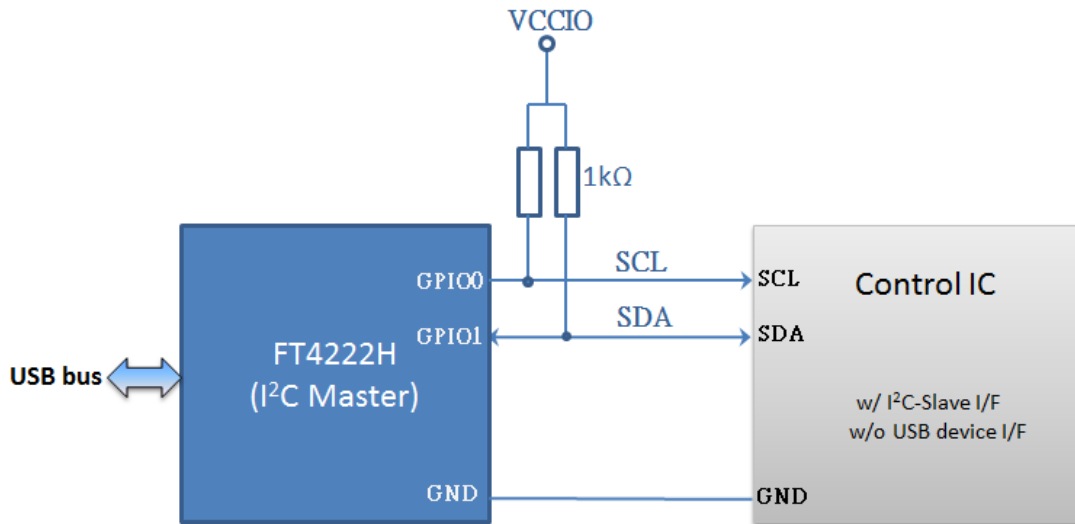 VCCIO
1kΩ
GPIO0
SCL
SCL
Control IC
GPIO1
SDA
SDA
USB bus
FT4222H
(I²C Master)
w/ I²C-Slave I/F
w/o USB device I/F
GND
GND